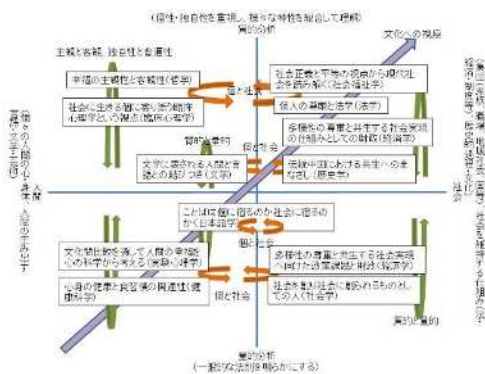 (個性・独自性を重視し、様々な特性を総合して理解)
質的分析
文化への視座
主観と客観、独自性と普遍性
幸福の主観性と客観性(哲学)
個と社会
社会正義と平等の視点から現代社
会を読み解く(社会福祉学)
社会に生きる個に寄り添う臨床
心理学という視点(臨床心理学)
個人の尊重と法学(法学)
質的と量的
多様性の尊重と共生する社会実現
の仕組みとしての財政(経済学)
個と社会
文学に表される人間と言
語との結びつき(文学)
伝統中国における共生へのま
なざし(歴史学)
人間
社会
ことばは個に宿るのか社会に宿るの
か(日本語学)
個と社会
文化間比較を通して人間の幸福を
心の科学から考える(実験心理学)
多様性の尊重と共生する社会実現
へ向けた政策課題と財政(経済学)
心身の健康と食習慣の関連性(健
康科学)
個と社会
社会を創り社会に創られるものとし
ての人(社会学)
質的と量的
量的分析
(一般的な法則を明らかにする)